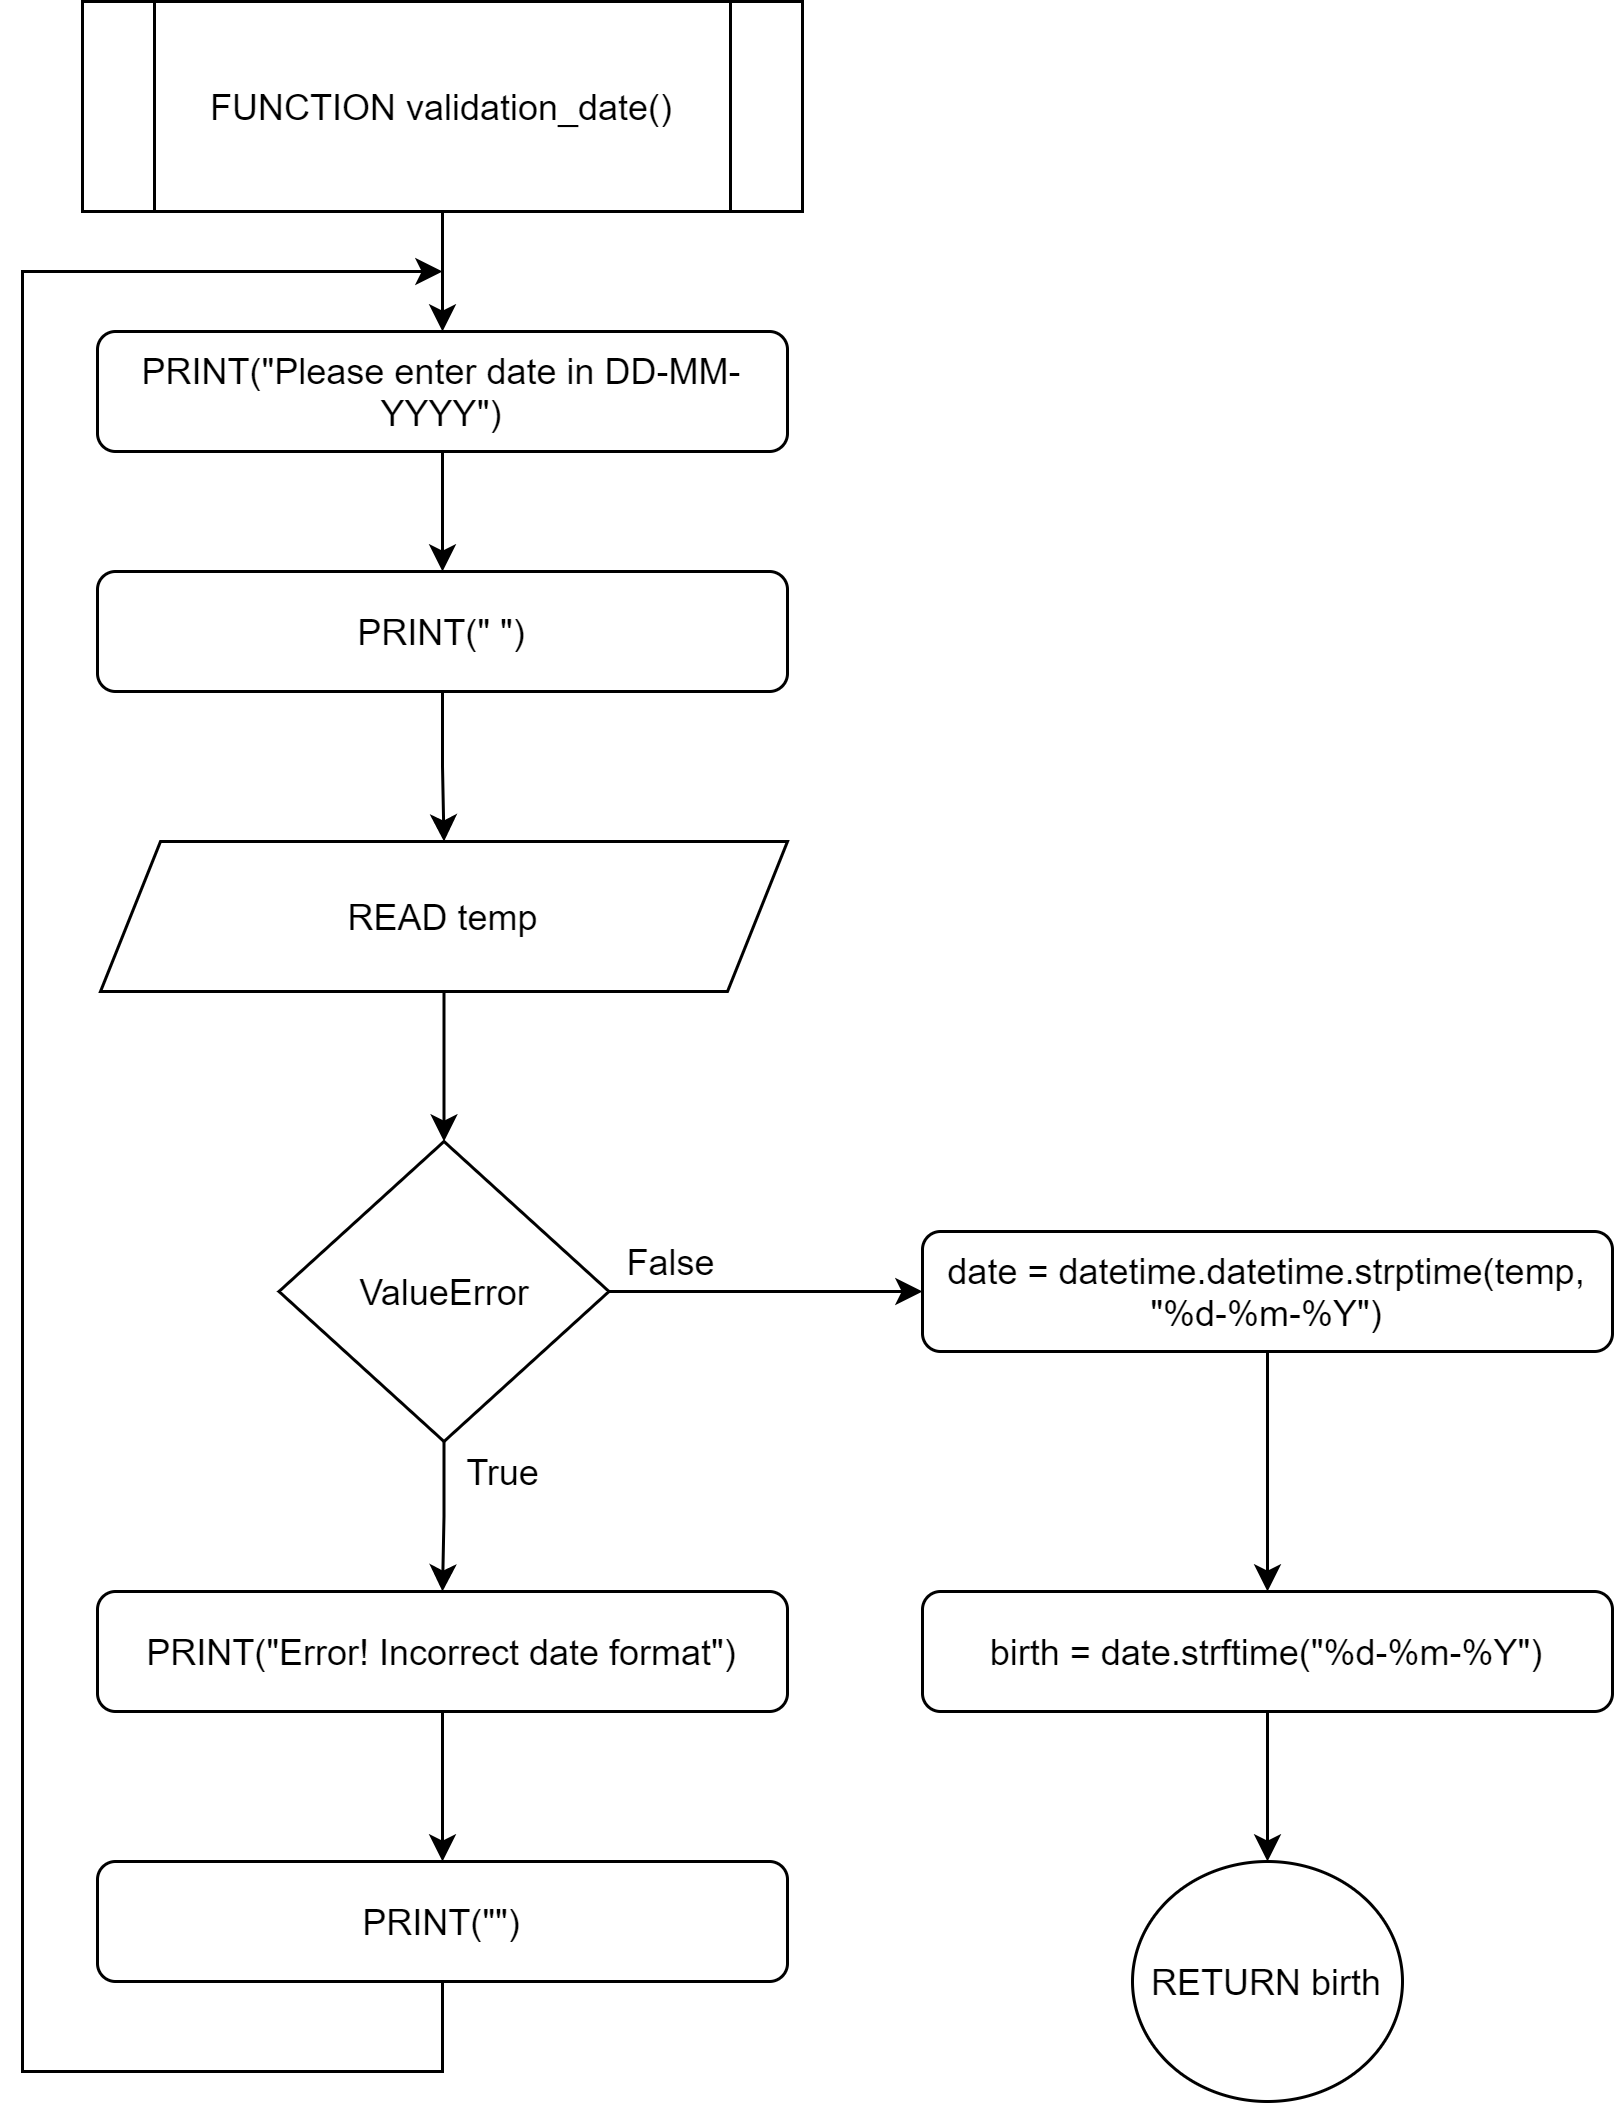 FUNCTION validation_date()
PRINT("Please enter date in DD-MM-
YYYY")
PRINT(" ")
READ temp
ValueError
False
date = datetime.datetime.strptime(temp,
"%d-%m-%Y")
True
PRINT("Error! Incorrect date format")
birth = date.strftime("%d-%m-%Y")
PRINT("")
RETURN birth